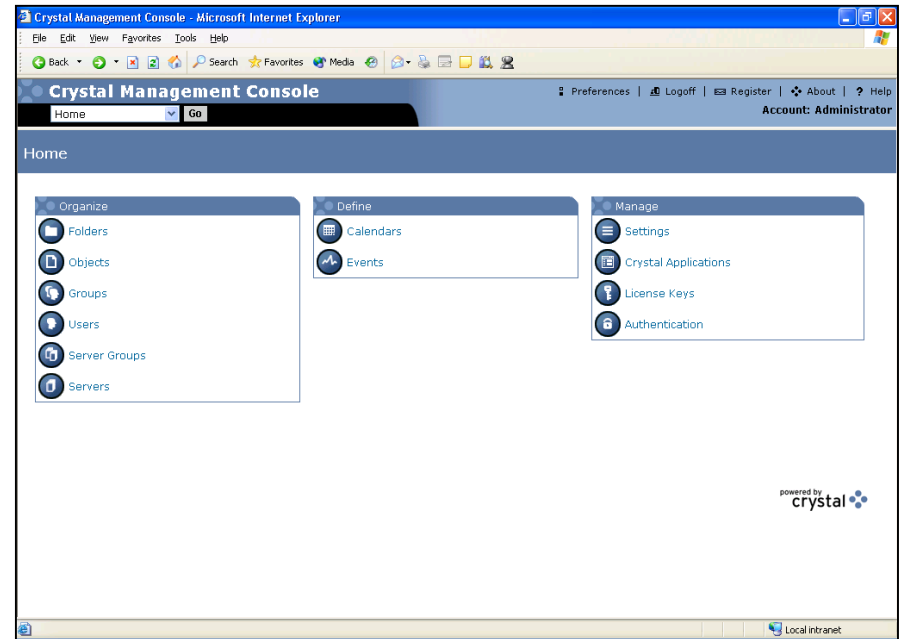 Crystal Management Console - Microsoft Internet Explorer
File Edit View Favorites Tools Help
Back Search Favorites Media
Crystal Management Console
Preferences | Logoff | Register | About | ? Help
Home Go
Account: Administrator
Home
Organize
Folders
Objects
Groups
Users
Server Groups
Servers
Define
Calendars
Events
Manage
Settings
Crystal Applications
License Keys
Authentication
powered by
crystal
Local intranet